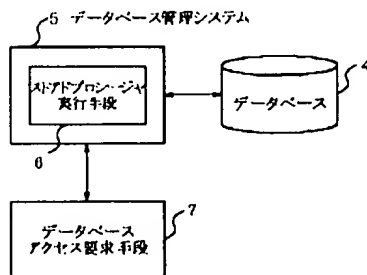 5 データベース管理システム
ストアドプロシージャ
実行手段
6
データベース
4
7
データベース
アクセス要求手段